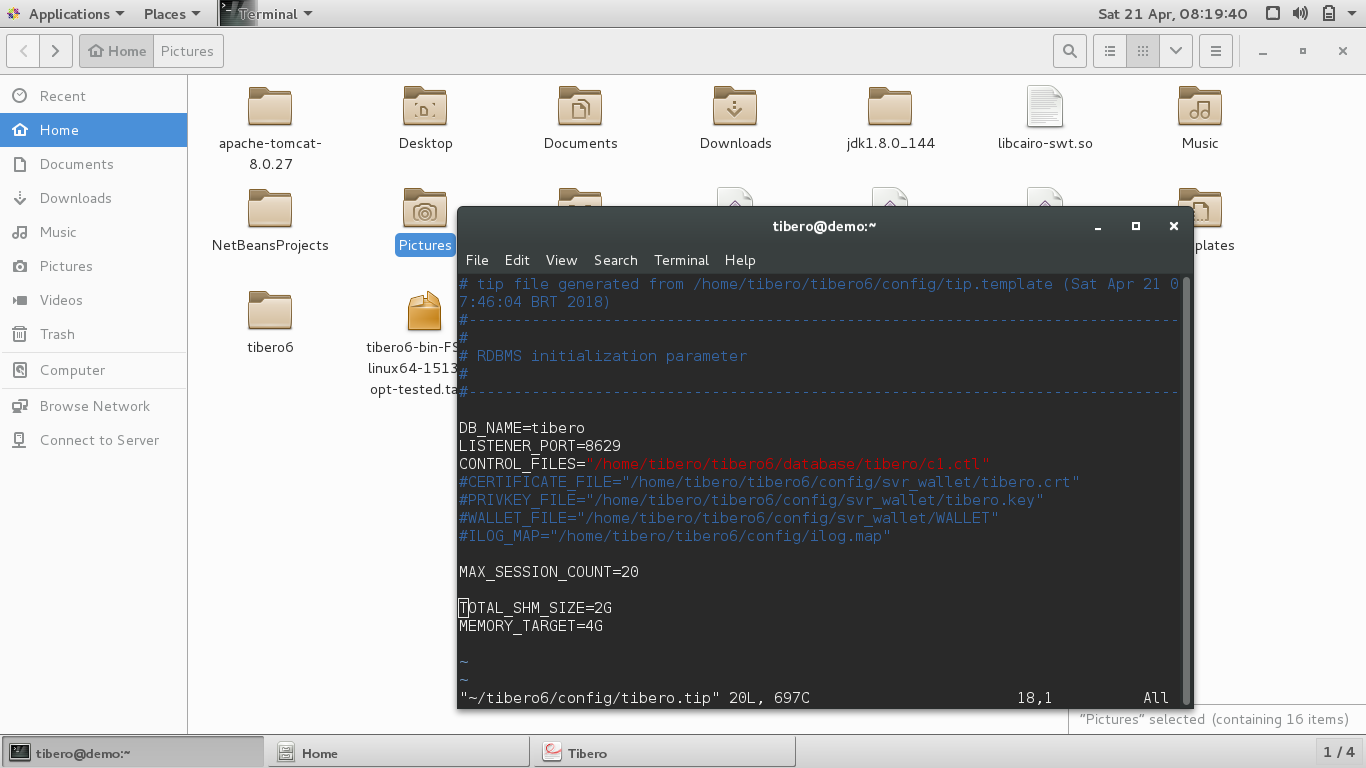 Applications Places Terminal Sat 21 Apr, 08:19:40
Home Pictures
Recent
Home
Documents
Downloads
Music
Pictures
Videos
Trash
Computer
Browse Network
Connect to Server
apache-tomcat-
8.0.27
Desktop
Documents
Downloads
jdk1.8.0_144
libcairo-swt.so
Music
NetBeansProjects
Pictures
plates
tibero6
tibero6-bin-FS
linux64-1513
opt-tested.ta
tibero@demo:~
File Edit View Search Terminal Help
# tip file generated from /home/tibero/tibero6/config/tip.template (Sat Apr 21 0
7:46:04 BRT 2018)
#-------------------------------------------------------------------------------
#
# RDBMS initialization parameter
#
#-------------------------------------------------------------------------------
DB_NAME=tibero
LISTENER_PORT=8629
CONTROL_FILES="/home/tibero/tibero6/database/tibero/c1.ctl"
#CERTIFICATE_FILE="/home/tibero/tibero6/config/svr_wallet/tibero.crt"
#PRIVKEY_FILE="/home/tibero/tibero6/config/svr_wallet/tibero.key"
#WALLET_FILE="/home/tibero/tibero6/config/svr_wallet/WALLET"
#ILOG_MAP="/home/tibero/tibero6/config/ilog.map"
MAX_SESSION_COUNT=20
TOTAL_SHM_SIZE=2G
MEMORY_TARGET=4G
~
~
"~/tibero6/config/tibero.tip" 20L, 697C 18,1 All
"Pictures" selected (containing 16 items)
tibero@demo:~ Home Tibero 1 / 4